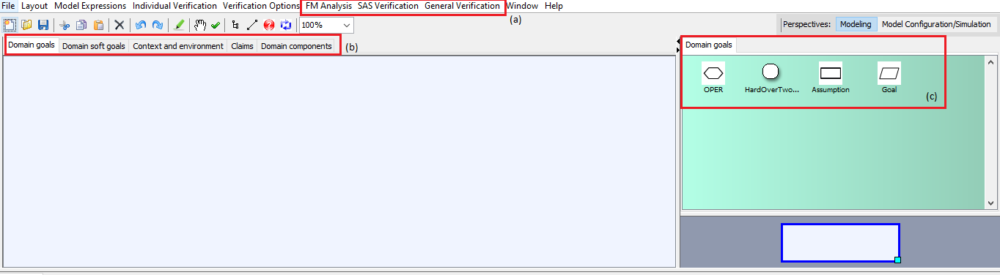 File Layout Model Expressions Individual Verification Verification Options FM Analysis SAS Verification General Verification Window Help
(a)
100%
Perspectives: Modeling Model Configuration/Simulation
Domain goals Domain soft goals Context and environment Claims Domain components (b)
Domain goals
OPER HardOverTwo... Assumption Goal
(c)